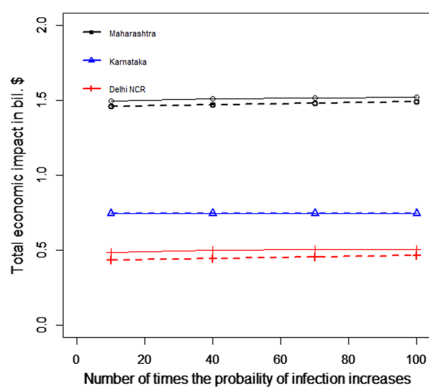 2.0
Maharashtra
Karnataka
Delhi NCR
1.5
1.0
0.5
0.0
Total economic impact in bil. $
0 20 40 60 80 100
Number of times the probaility of infection increases